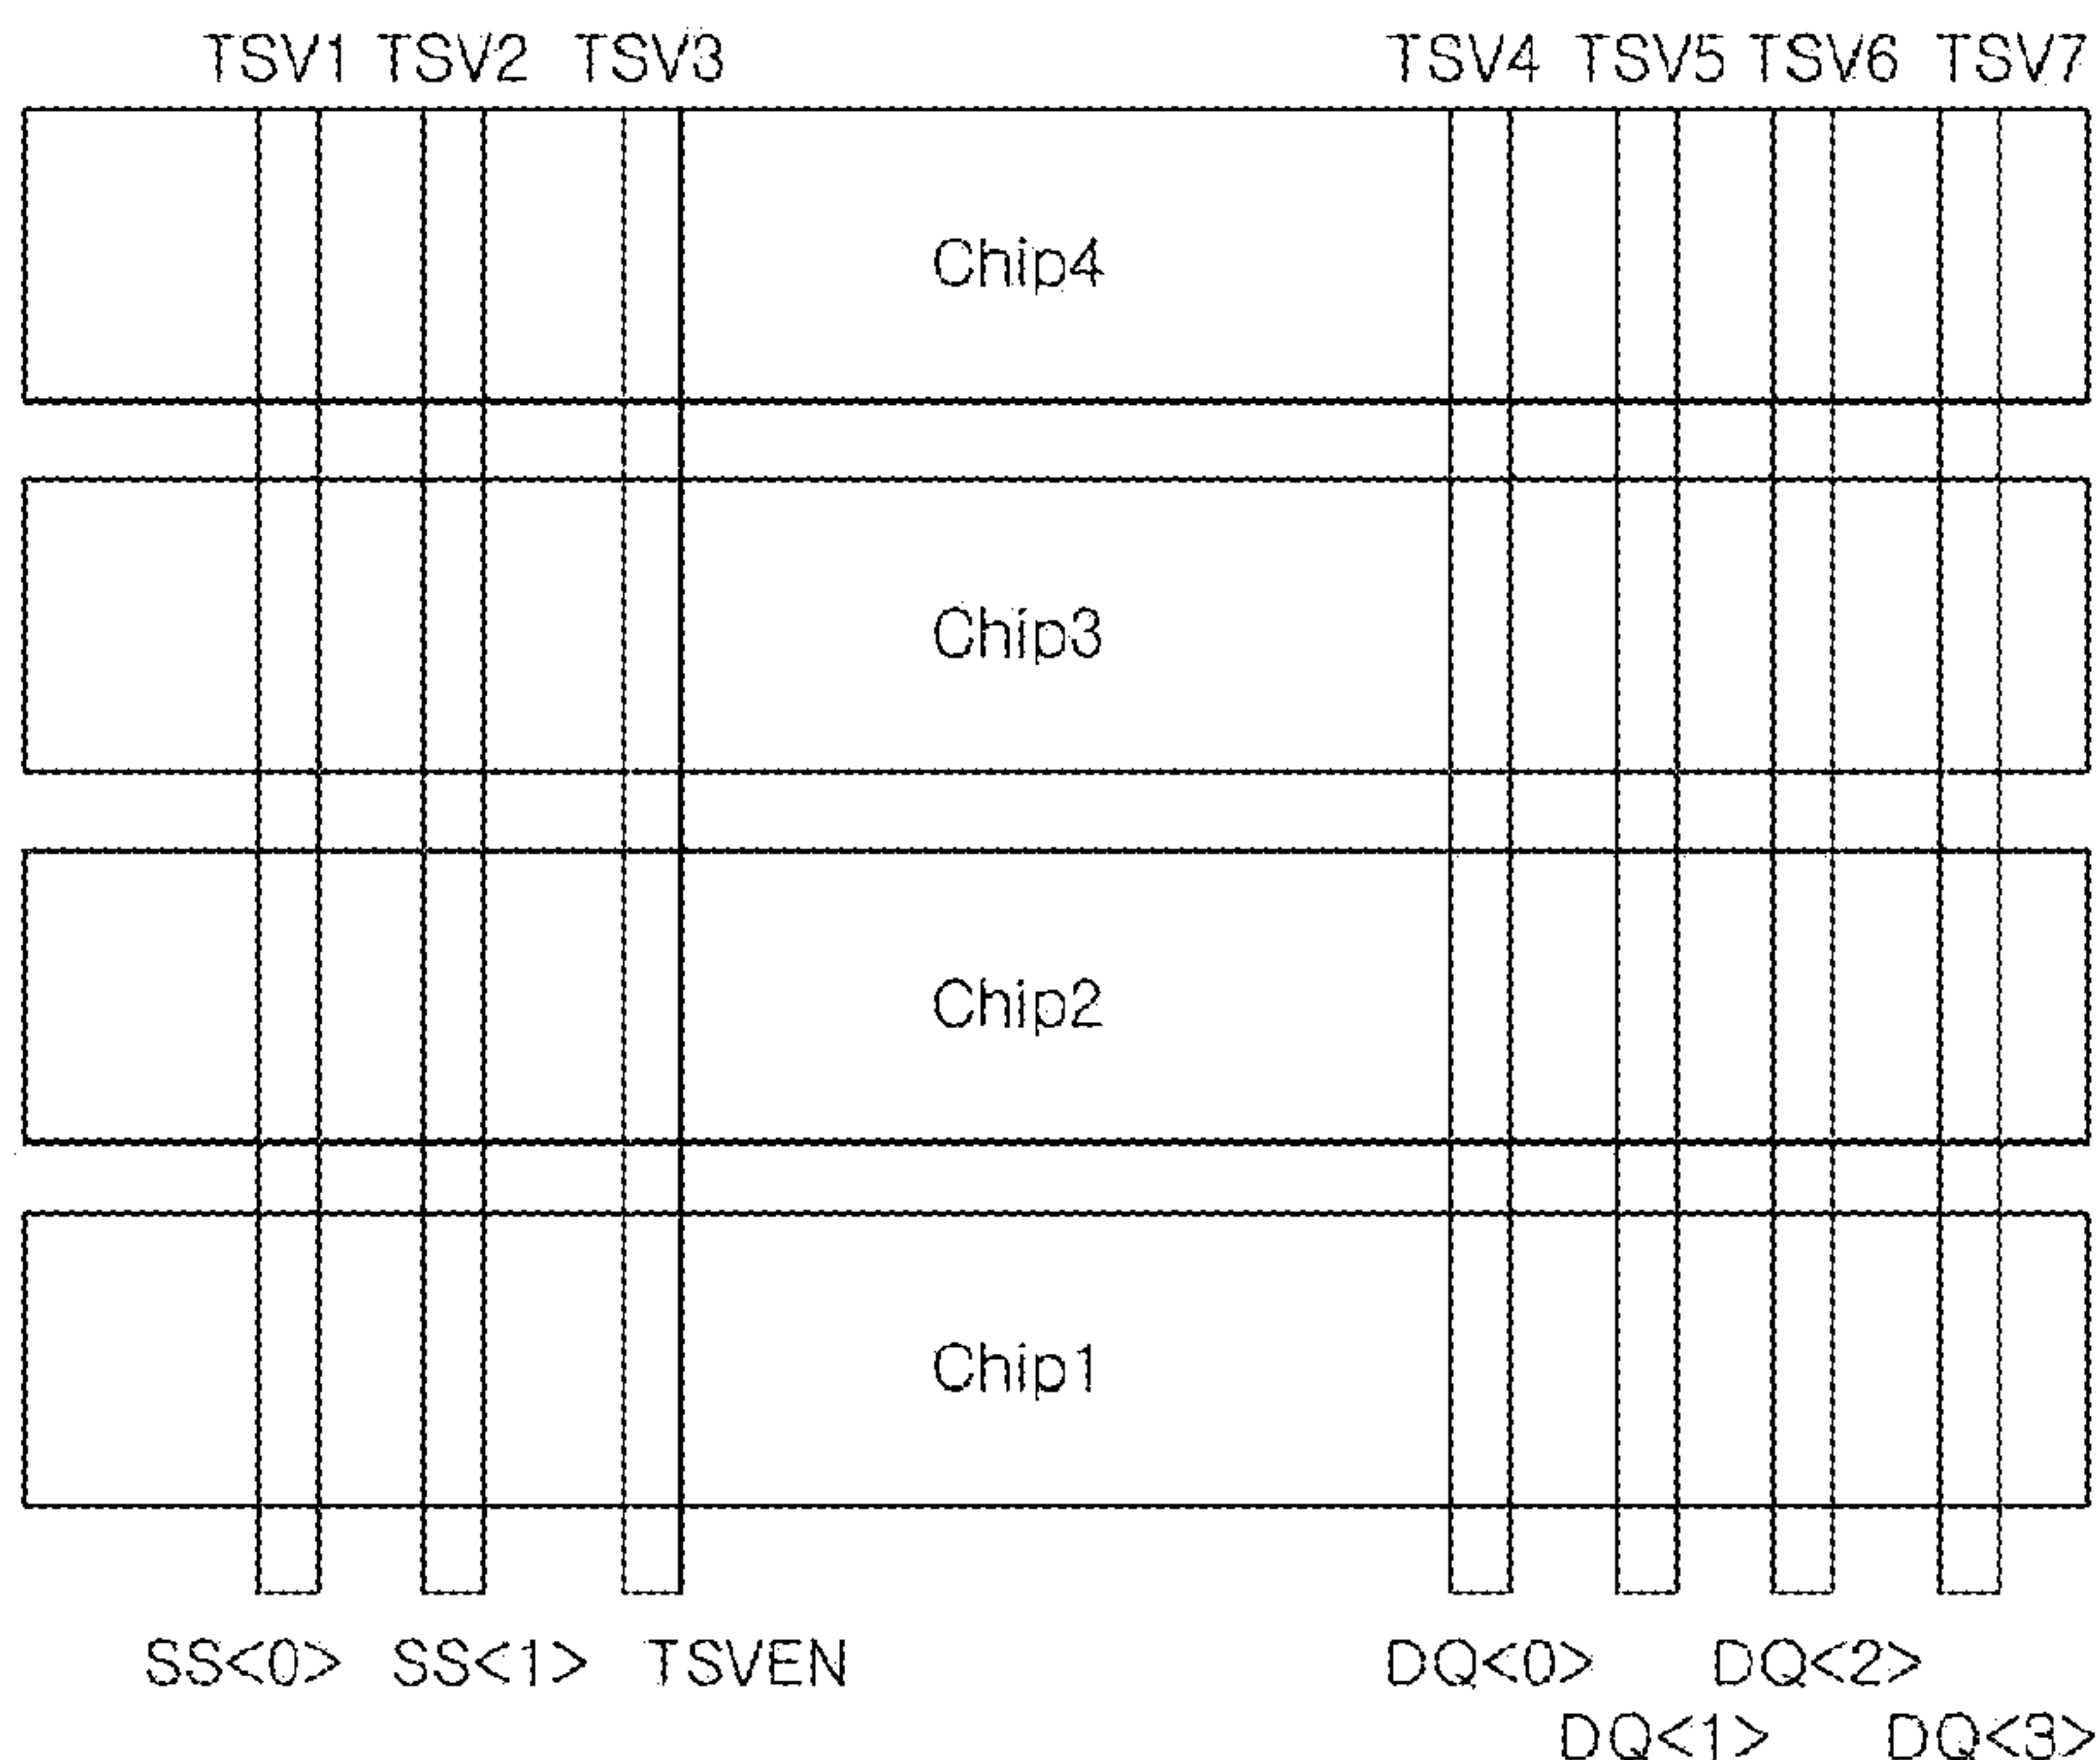 TSV1 TSV2 TSV3 TSV4 TSV5 TSV6 TSV7
Chip4
Chip3
Chip2
Chip1
SS<0> SS<1> TSVEN DQ<0> DQ<2>
DQ<1> DQ<3>